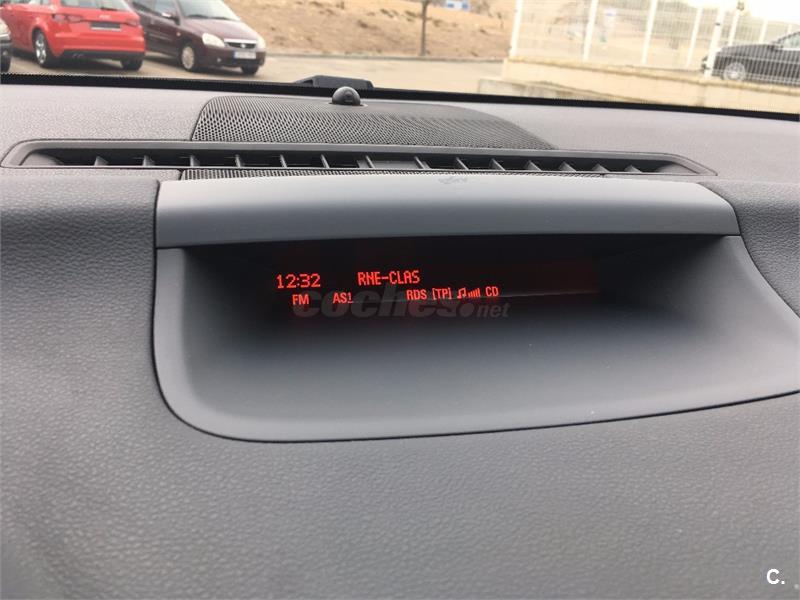 12:32 RNE-CLAS
FM AS1 RDS [TP] CD
coches.net
C.